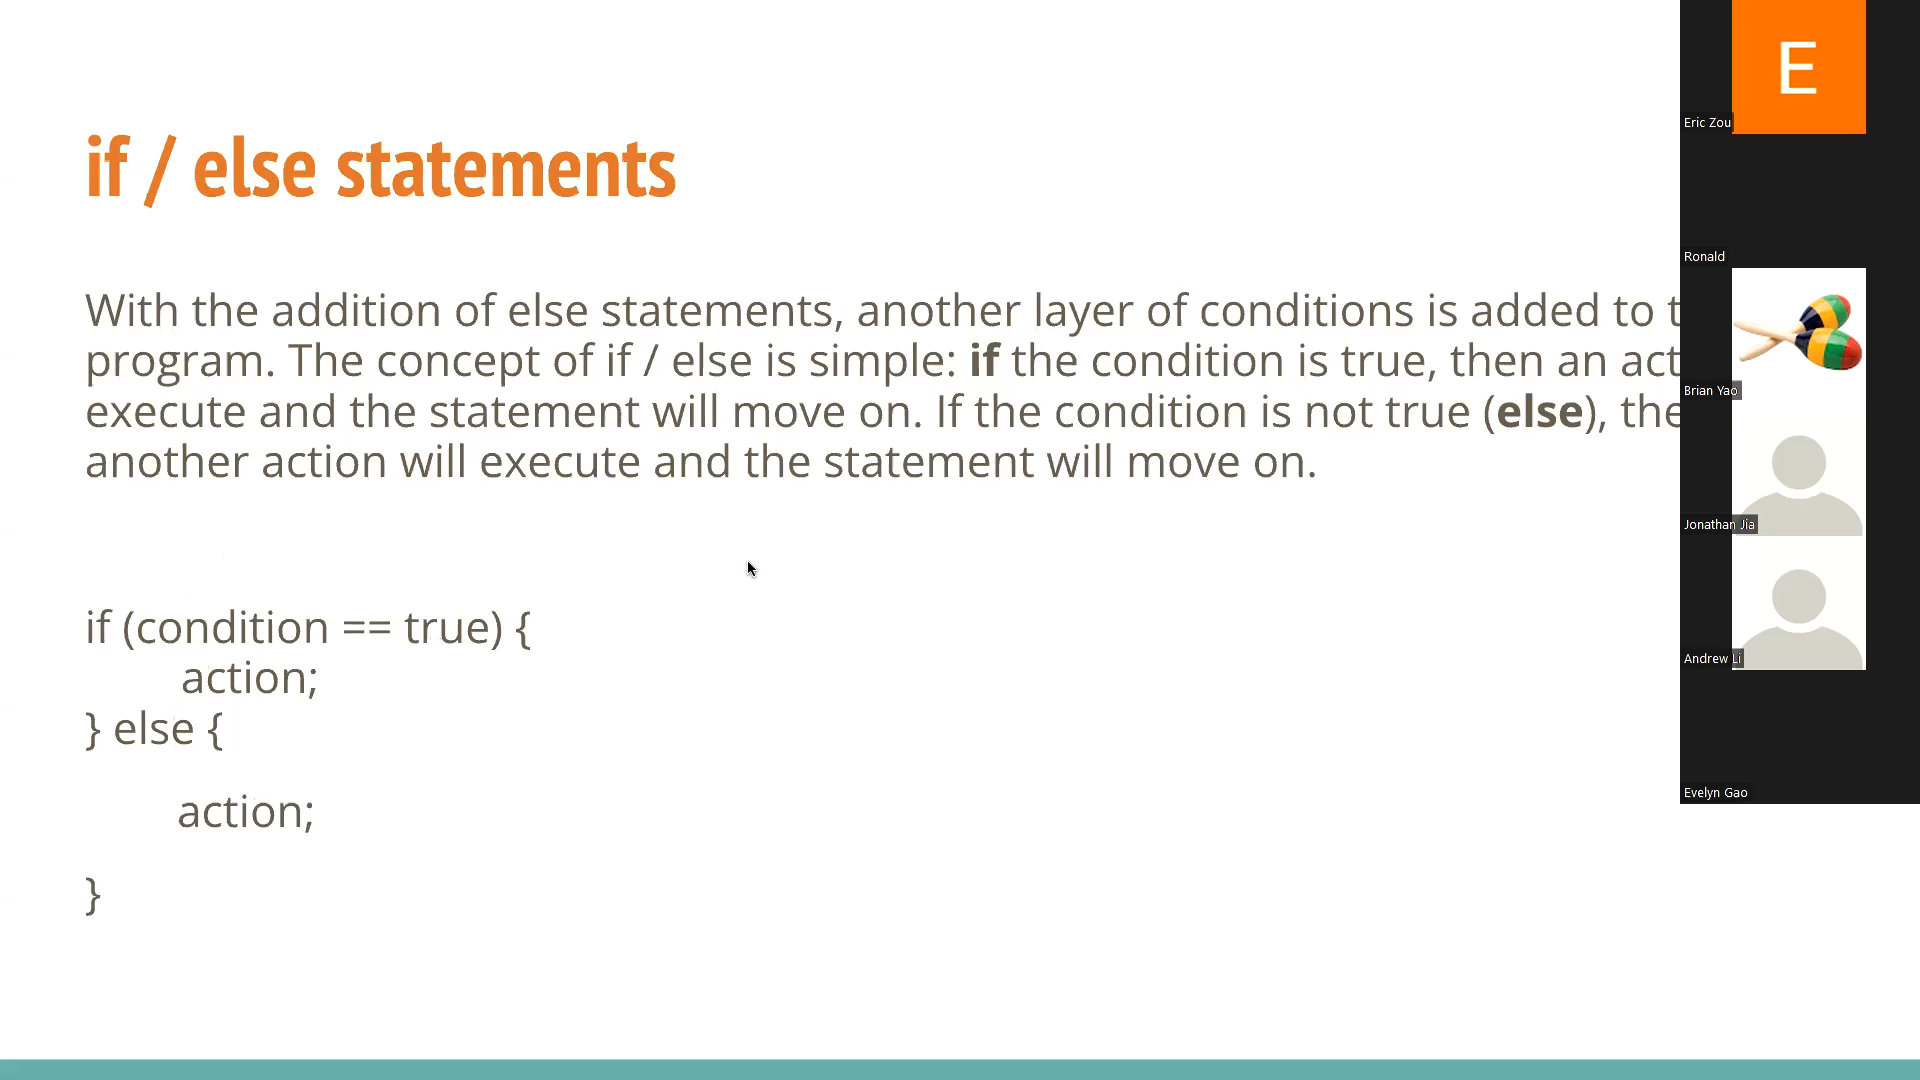 if / else statements
With the addition of else statements, another layer of conditions is added to
program. The concept of if / else is simple: if the condition is true, then an
execute and the statement will move on. If the condition is not true (else),
another action will execute and the statement will move on.
if (condition == true) {
action;
} else {
action;
}
E
Eric Zou
Ronald
Brian Yao
Jonathan Jia
Andrew Li
Evelyn Gao